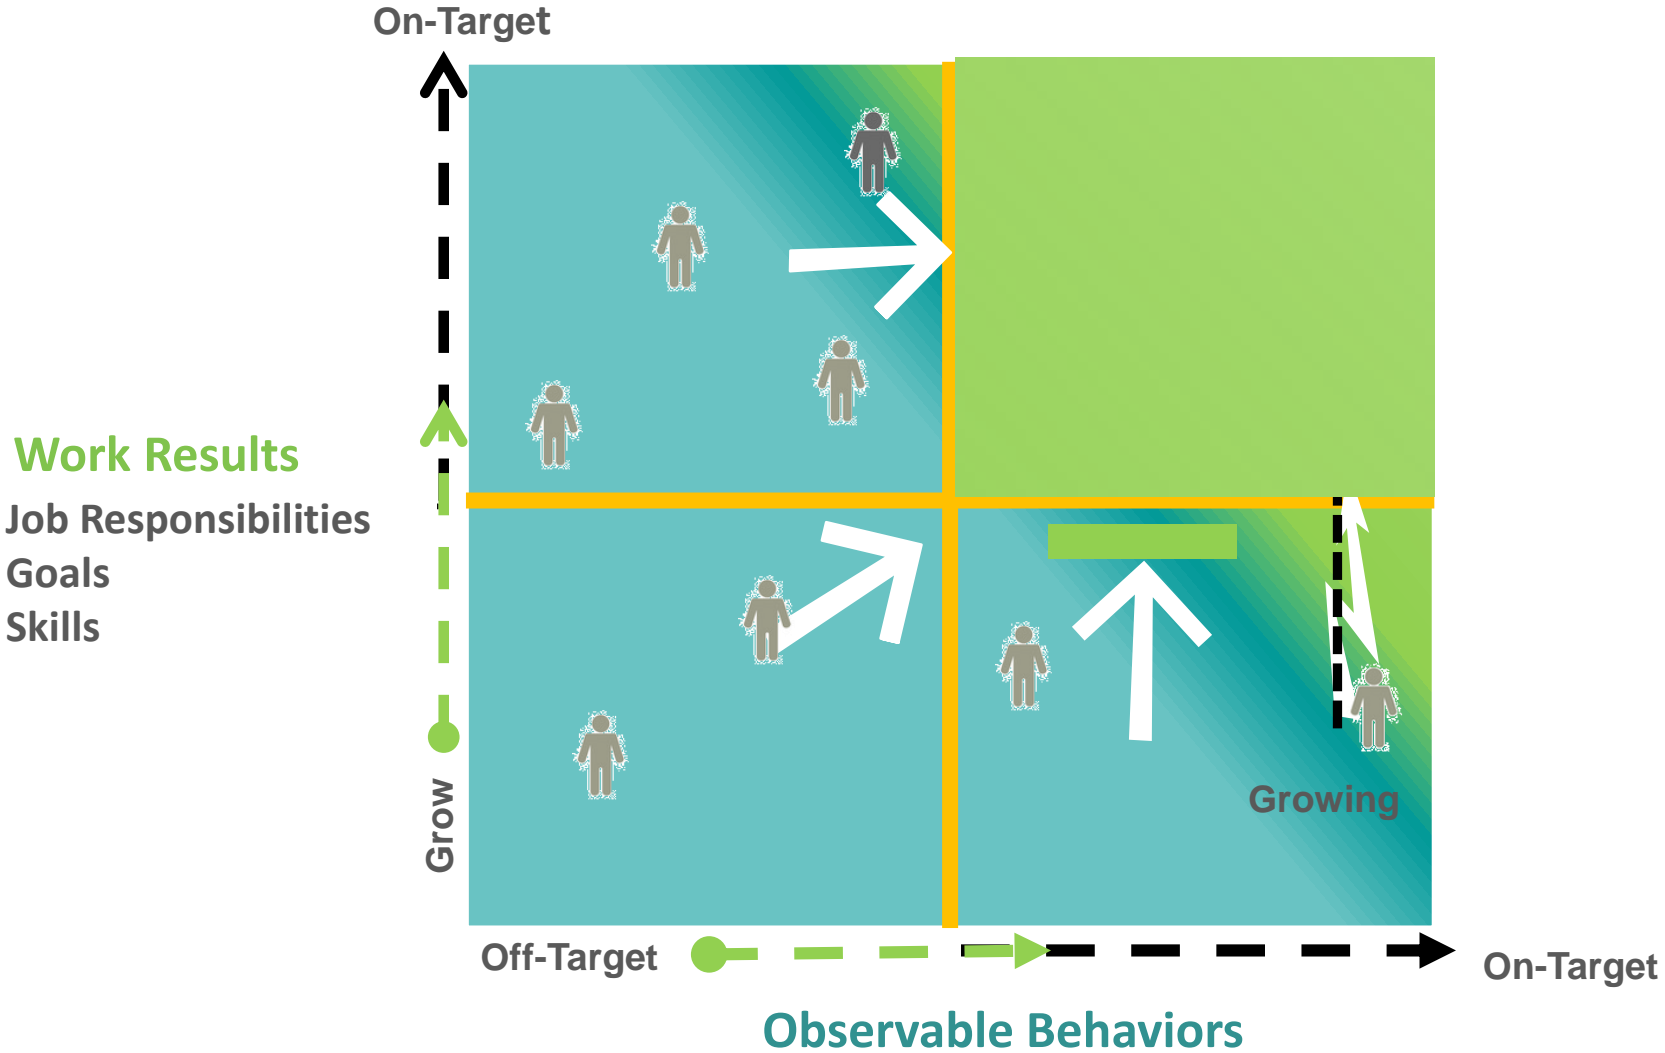 On-Target
Work Results
Job Responsibilities
Goals
Skills
Grow
Growing
Off-Target
On-Target
Observable Behaviors